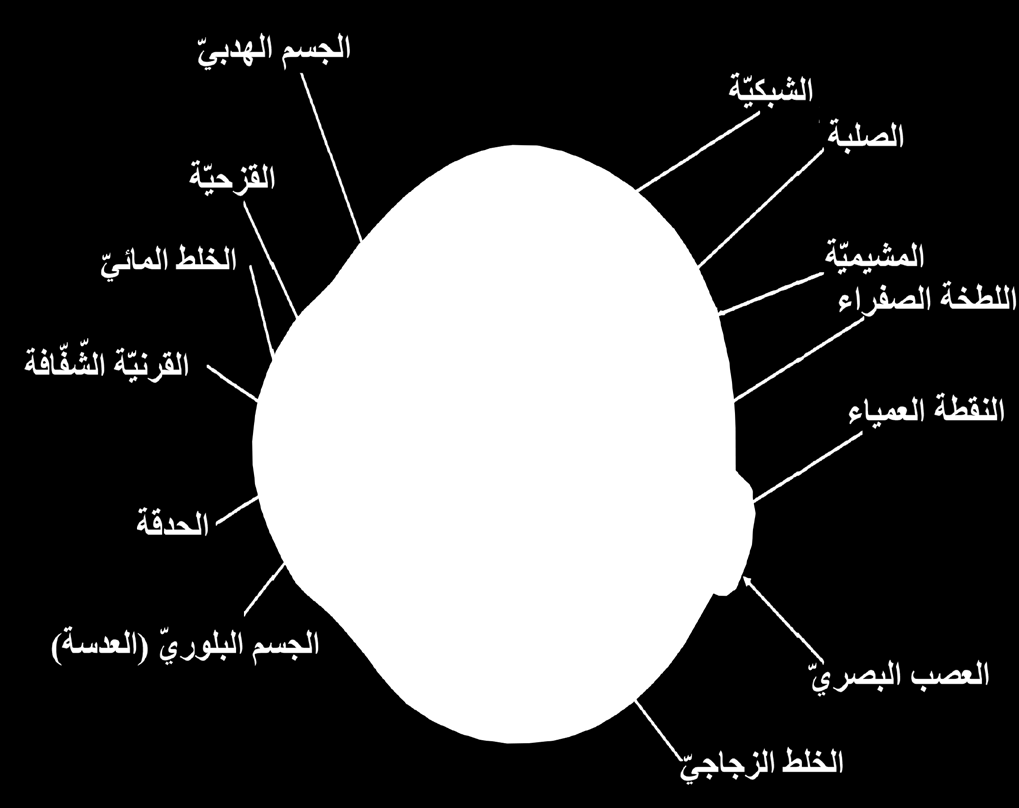 الجسم الهدبيّ
الشبكيّة
الصلبة
القزحيّة
المشيميّة
الخلط المائيّ
اللطخة الصفراء
القرنيّة الشّفّافة
النقطة العمياء
الحدقة
الجسم البلوريّ (العدسة)
العصب البصريّ
الخلط الزجاجيّ